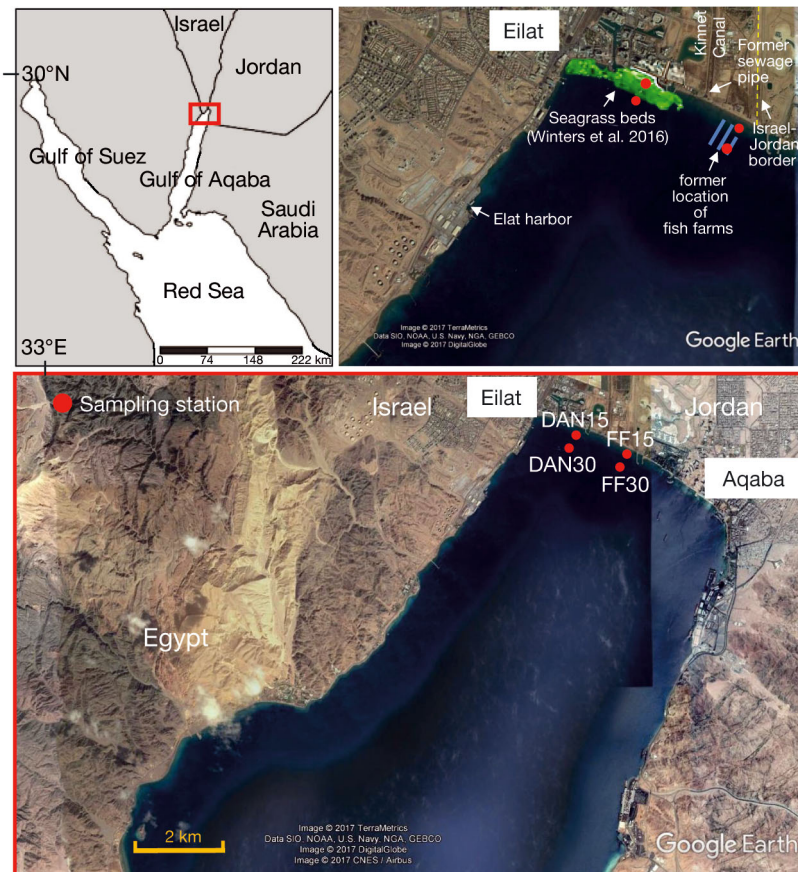 Israel
Jordan
30°N
Gulf of Suez
Gulf of Aqaba
Saudi
Arabia
Red Sea
0 74 148 222 km
33°E
Eilat
Kinnet
Canal
Former
sewage
pipe
Seagrass beds
(Winters et al. 2016)
Israel-
Jordan
border
former
location
of
fish farms
Elat harbor
Image © 2017 TerraMetrics
Data SIO, NOAA, U.S. Navy, NGA, GEBCO
Image © 2017 DigitalGlobe
Google Earth
Sampling station
Israel
Eilat
Jordan
DAN15
FF15
DAN30
FF30
Aqaba
Egypt
2 km
Image © 2017 TerraMetrics
Data SIO, NOAA, U.S. Navy, NGA, GEBCO
Image © 2017 DigitalGlobe
Image © 2017 CNES / Airbus
Google Earth